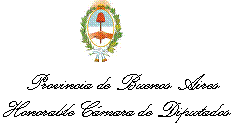 Provincia de Buenos Aires
Honorable Cámara de Diputados